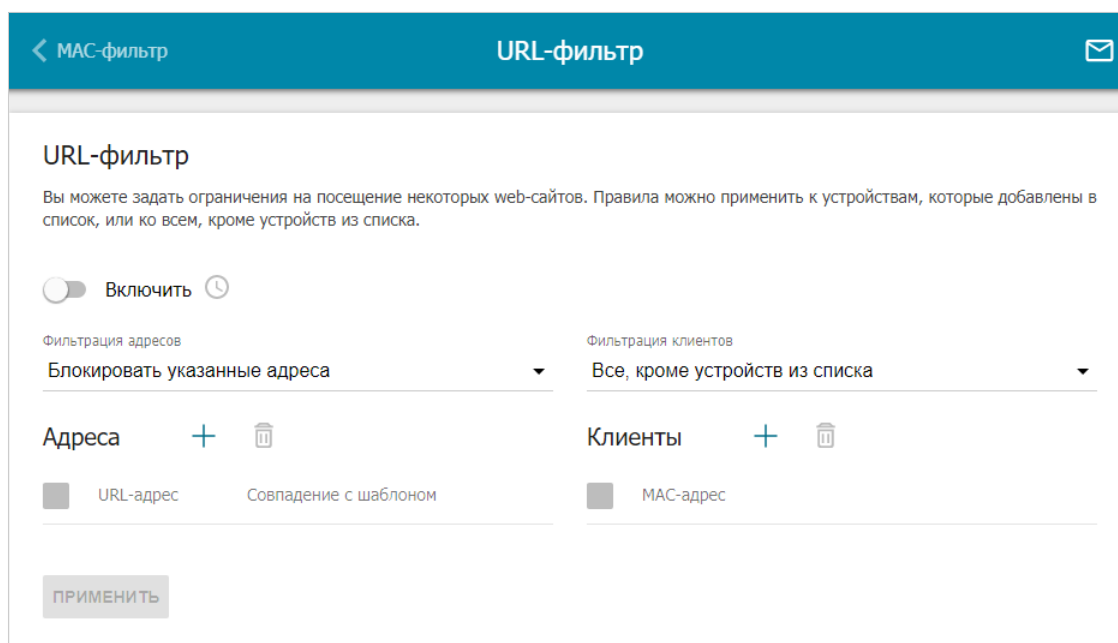 МАС-фильтр
URL-фильтр
URL-фильтр
Вы можете задать ограничения на посещение некоторых web-сайтов. Правила можно применить к устройствам, которые добавлены в
список, или ко всем, кроме устройств из списка.
Включить
Фильтрация адресов
Фильтрация клиентов
Блокировать указанные адреса
Все, кроме устройств из списка
Адреса
Клиенты
URL-адрес
Совпадение с шаблоном
МАС-адрес
ПРИМЕНИТЬ